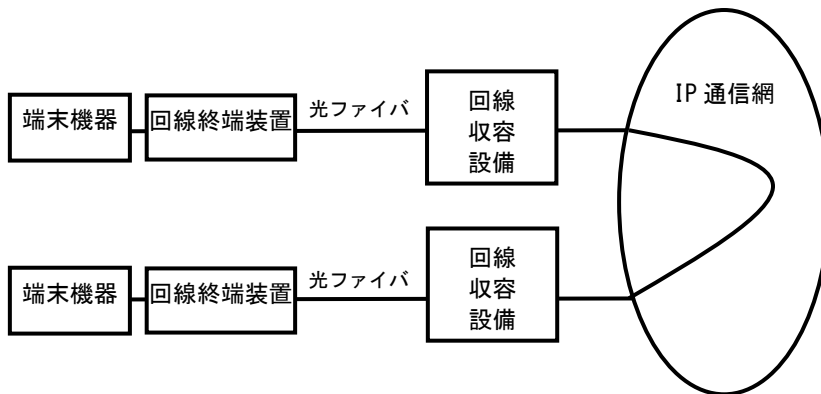 端末機器
回線終端装置
光ファイバ
回線
収容
設備
IP 通信網
端末機器
回線終端装置
光ファイバ
回線
収容
設備